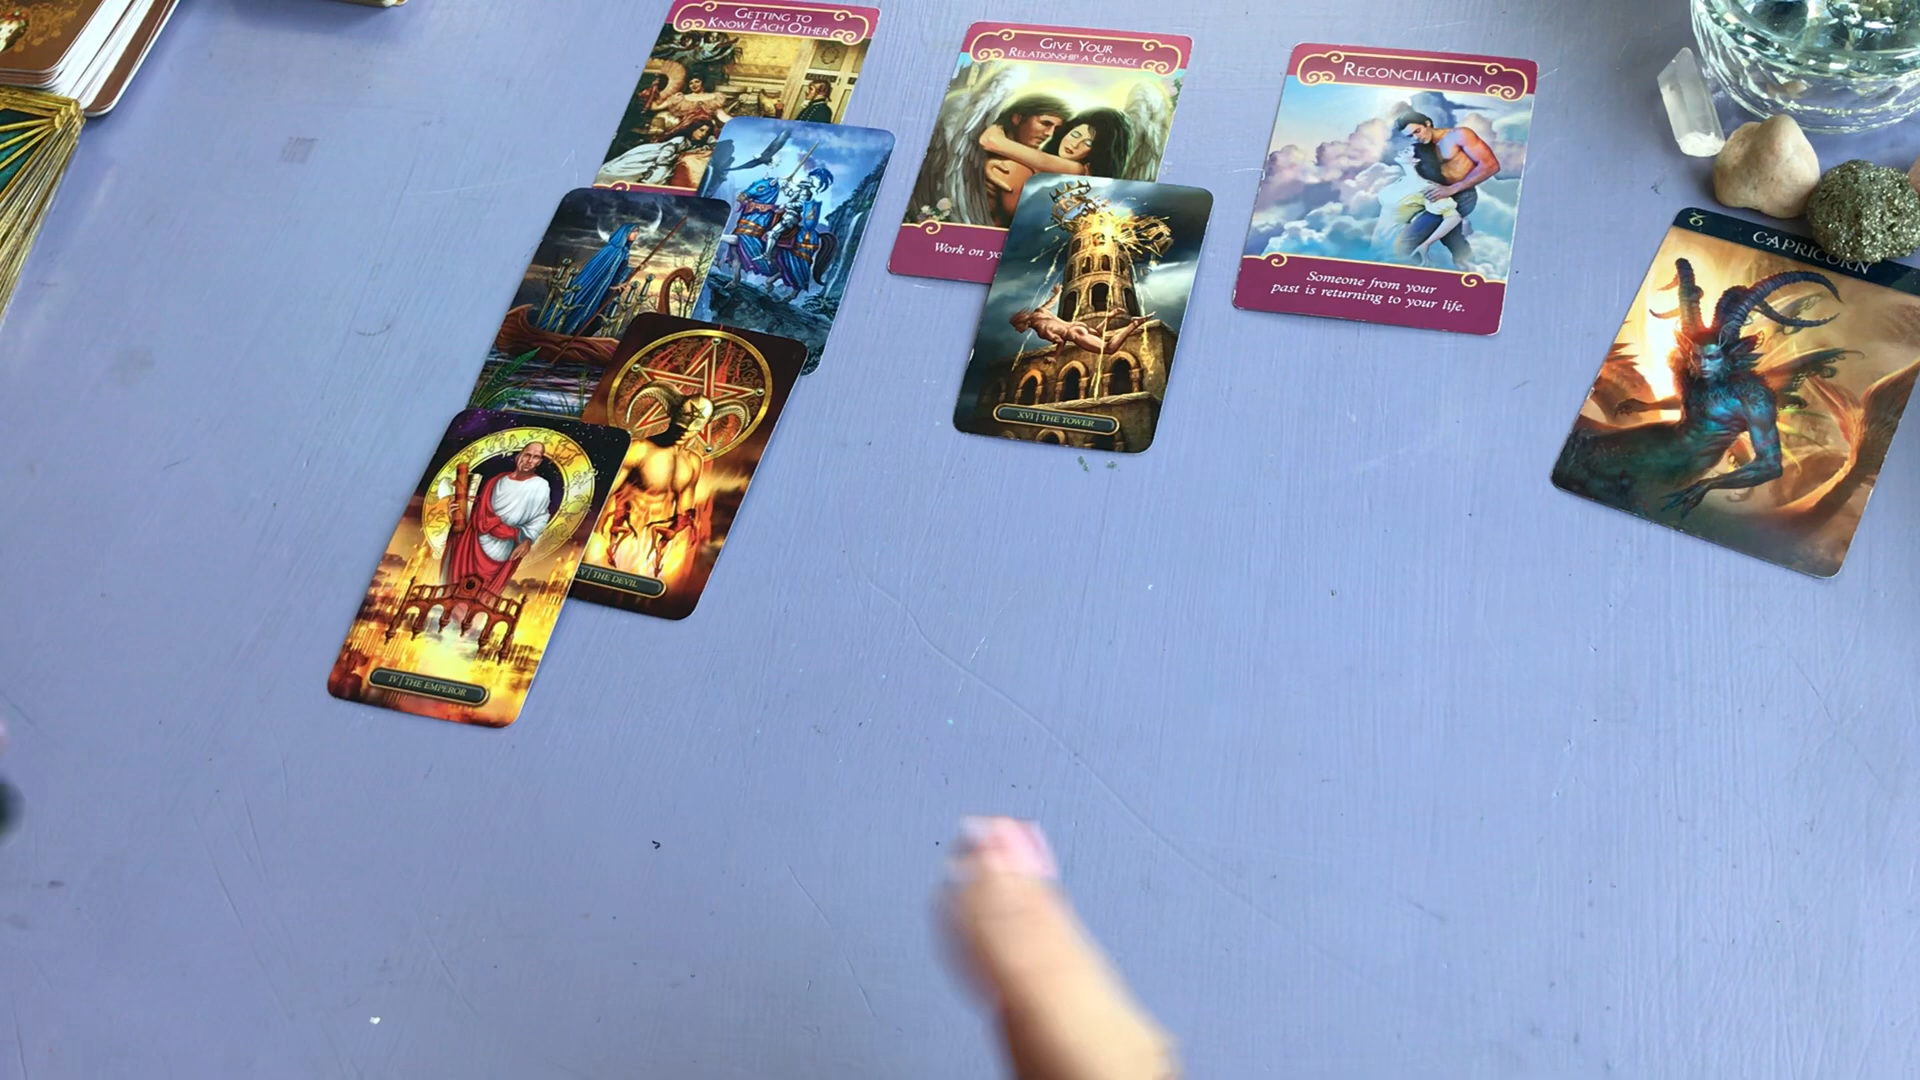 GETTING TO
KNOW EACH OTHER
GIVE YOUR
RELATIONSHIP A CHANCE
Work on yo
RECONCILIATION
Someone from your
past is returning to your life.
CAPRICORN
XVI | THE TOWER
XV | THE DEVIL
IV | THE EMPEROR